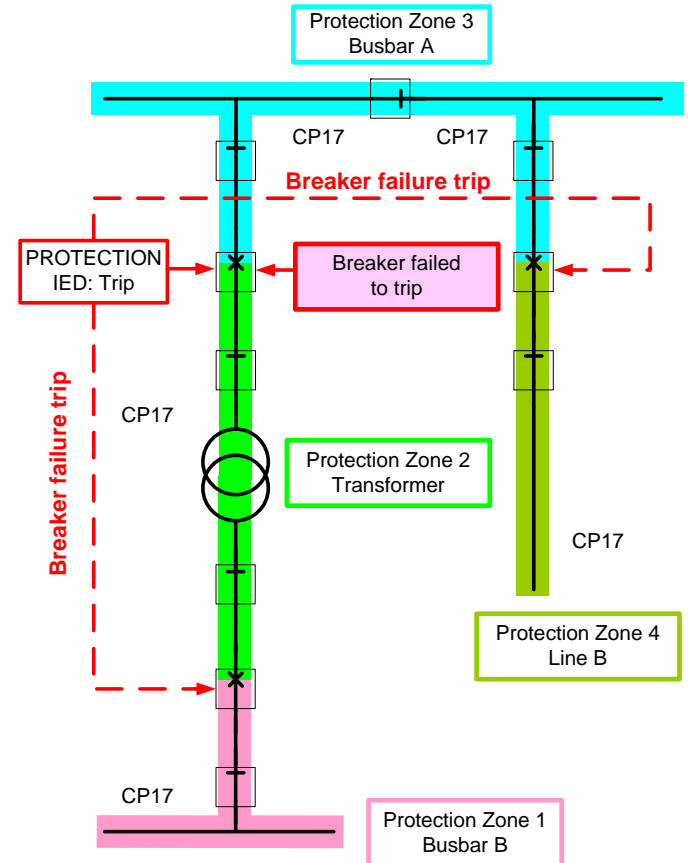 Protection Zone 3
Busbar A
CP17
CP17
Breaker failure trip
PROTECTION
IED: Trip
Breaker failed
to trip
Breaker failure trip
CP17
Protection Zone 2
Transformer
CP17
Protection Zone 4
Line B
CP17
Protection Zone 1
Busbar B